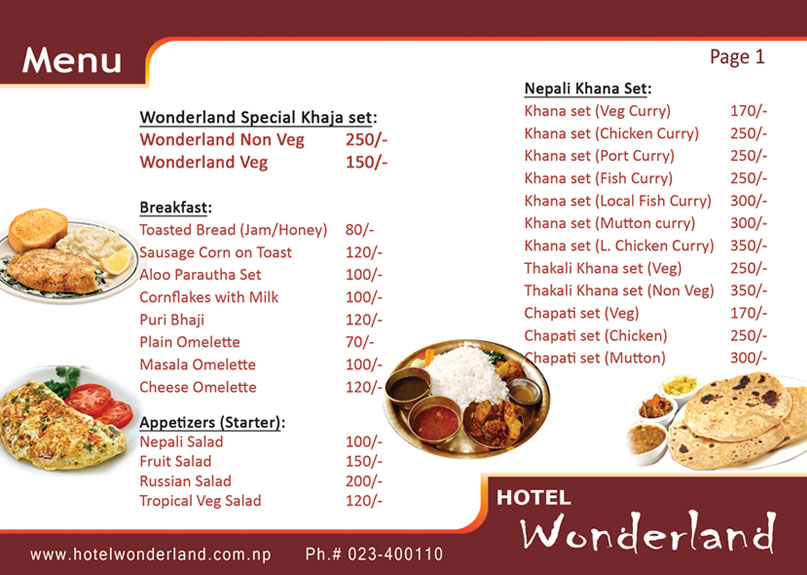 Menu
Page 1
Wonderland Special Khaja set:
Wonderland Non Veg 250/-
Wonderland Veg 150/-
Breakfast:
Toasted Bread (Jam/Honey) 80/-
Sausage Corn on Toast 120/-
Aloo Parautha Set 100/-
Cornflakes with Milk 100/-
Puri Bhaji 120/-
Plain Omelette 70/-
Masala Omelette 100/-
Cheese Omelette 120/-
Appetizers (Starter):
Nepali Salad 100/-
Fruit Salad 150/-
Russian Salad 200/-
Tropical Veg Salad 120/-
Nepali Khana Set:
Khana set (Veg Curry) 170/-
Khana set (Chicken Curry) 250/-
Khana set (Port Curry) 250/-
Khana set (Fish Curry) 250/-
Khana set (Local Fish Curry) 300/-
Khana set (Mutton curry) 300/-
Khana set (L. Chicken Curry) 350/-
Thakali Khana set (Veg) 250/-
Thakali Khana set (Non Veg) 350/-
Chapati set (Veg) 170/-
Chapati set (Chicken) 250/-
Chapati set (Mutton) 300/-
HOTEL
Wonderland
www.hotelwonderland.com.np Ph.# 023-400110